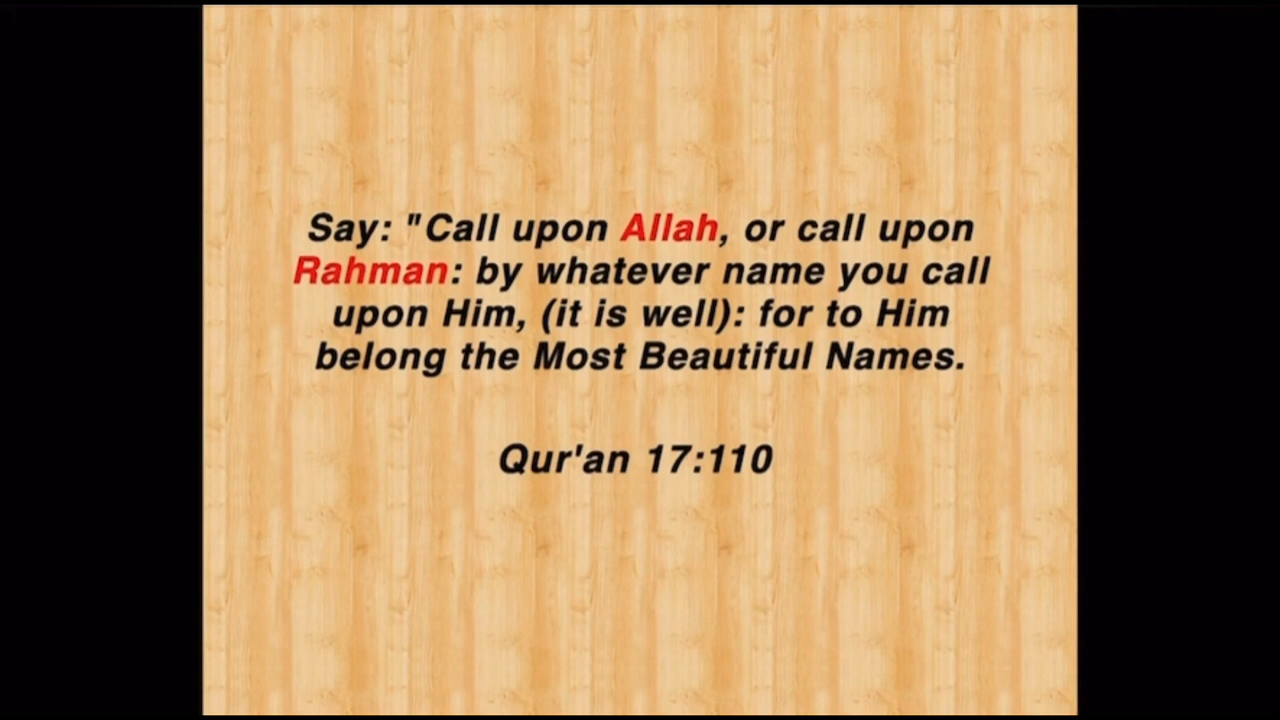 Say: "Call upon Allah, or call upon
Rahman: by whatever name you call
upon Him, (it is well): for to Him
belong the Most Beautiful Names.
Qur'an 17:110